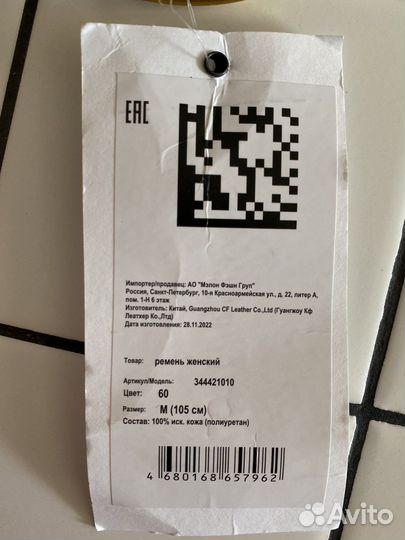 EAC
Импортер/продавец: АО "Мэлон Фэшн Груп"
Россия, Санкт-Петербург, 10-я Красноармейская ул., д. 22, литер А,
пом. 1-Н 6 этаж
Изготовитель: Китай, Guangzhou CF Leather Co.,Ltd (Гуангжоу Кф
Леатхер Ко.,Лтд)
Дата изготовления: 28.11.2022
Товар: ремень женский
Артикул/Модель: 344421010
Цвет: 60
Размер: M (105 см)
Состав: 100% иск. кожа (полиуретан)
4 680168 657962
Avito